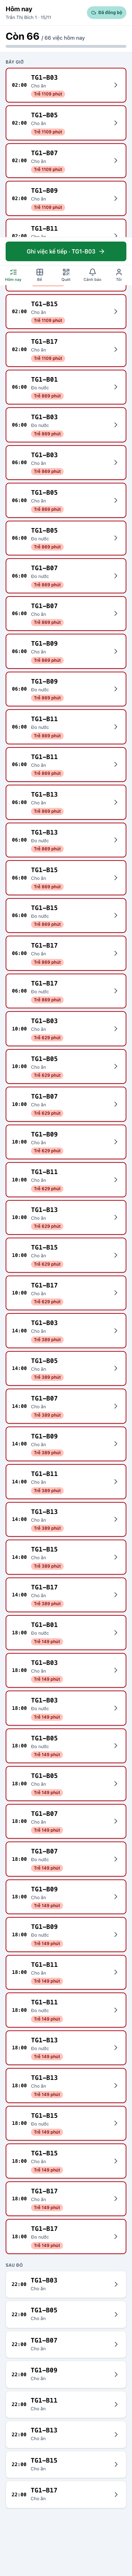 Hôm nay
Trần Thị Bích 1 · 15/11
Đã đồng bộ
Còn 66 / 66 việc hôm nay
BÂY GIỜ
TG1-B03
02:00
Cho ăn
Trễ 1109 phút
TG1-B05
02:00
Cho ăn
Trễ 1109 phút
TG1-B07
02:00
Cho ăn
Trễ 1109 phút
TG1-B09
02:00
Cho ăn
Trễ 1109 phút
TG1-B11
02:00
Cho ăn
Ghi việc kế tiếp · TG1-B03
Hôm nay
Bể
Quét
Cảnh báo
Tôi
TG1-B15
02:00
Cho ăn
Trễ 1109 phút
TG1-B17
02:00
Cho ăn
Trễ 1109 phút
TG1-B01
06:00
Đo nước
Trễ 869 phút
TG1-B03
06:00
Đo nước
Trễ 869 phút
TG1-B03
06:00
Cho ăn
Trễ 869 phút
TG1-B05
06:00
Cho ăn
Trễ 869 phút
TG1-B05
06:00
Đo nước
Trễ 869 phút
TG1-B07
06:00
Đo nước
Trễ 869 phút
TG1-B07
06:00
Cho ăn
Trễ 869 phút
TG1-B09
06:00
Cho ăn
Trễ 869 phút
TG1-B09
06:00
Đo nước
Trễ 869 phút
TG1-B11
06:00
Đo nước
Trễ 869 phút
TG1-B11
06:00
Cho ăn
Trễ 869 phút
TG1-B13
06:00
Cho ăn
Trễ 869 phút
TG1-B13
06:00
Đo nước
Trễ 869 phút
TG1-B15
06:00
Cho ăn
Trễ 869 phút
TG1-B15
06:00
Đo nước
Trễ 869 phút
TG1-B17
06:00
Cho ăn
Trễ 869 phút
TG1-B17
06:00
Đo nước
Trễ 869 phút
TG1-B03
10:00
Cho ăn
Trễ 629 phút
TG1-B05
10:00
Cho ăn
Trễ 629 phút
TG1-B07
10:00
Cho ăn
Trễ 629 phút
TG1-B09
10:00
Cho ăn
Trễ 629 phút
TG1-B11
10:00
Cho ăn
Trễ 629 phút
TG1-B13
10:00
Cho ăn
Trễ 629 phút
TG1-B15
10:00
Cho ăn
Trễ 629 phút
TG1-B17
10:00
Cho ăn
Trễ 629 phút
TG1-B03
14:00
Cho ăn
Trễ 389 phút
TG1-B05
14:00
Cho ăn
Trễ 389 phút
TG1-B07
14:00
Cho ăn
Trễ 389 phút
TG1-B09
14:00
Cho ăn
Trễ 389 phút
TG1-B11
14:00
Cho ăn
Trễ 389 phút
TG1-B13
14:00
Cho ăn
Trễ 389 phút
TG1-B15
14:00
Cho ăn
Trễ 389 phút
TG1-B17
14:00
Cho ăn
Trễ 389 phút
TG1-B01
18:00
Đo nước
Trễ 149 phút
TG1-B03
18:00
Cho ăn
Trễ 149 phút
TG1-B03
18:00
Đo nước
Trễ 149 phút
TG1-B05
18:00
Đo nước
Trễ 149 phút
TG1-B05
18:00
Cho ăn
Trễ 149 phút
TG1-B07
18:00
Cho ăn
Trễ 149 phút
TG1-B07
18:00
Đo nước
Trễ 149 phút
TG1-B09
18:00
Cho ăn
Trễ 149 phút
TG1-B09
18:00
Đo nước
Trễ 149 phút
TG1-B11
18:00
Cho ăn
Trễ 149 phút
TG1-B11
18:00
Đo nước
Trễ 149 phút
TG1-B13
18:00
Đo nước
Trễ 149 phút
TG1-B13
18:00
Cho ăn
Trễ 149 phút
TG1-B15
18:00
Đo nước
Trễ 149 phút
TG1-B15
18:00
Cho ăn
Trễ 149 phút
TG1-B17
18:00
Cho ăn
Trễ 149 phút
TG1-B17
18:00
Đo nước
Trễ 149 phút
SAU ĐÓ
TG1-B03
22:00
Cho ăn
TG1-B05
22:00
Cho ăn
TG1-B07
22:00
Cho ăn
TG1-B09
22:00
Cho ăn
TG1-B11
22:00
Cho ăn
TG1-B13
22:00
Cho ăn
TG1-B15
22:00
Cho ăn
TG1-B17
22:00
Cho ăn